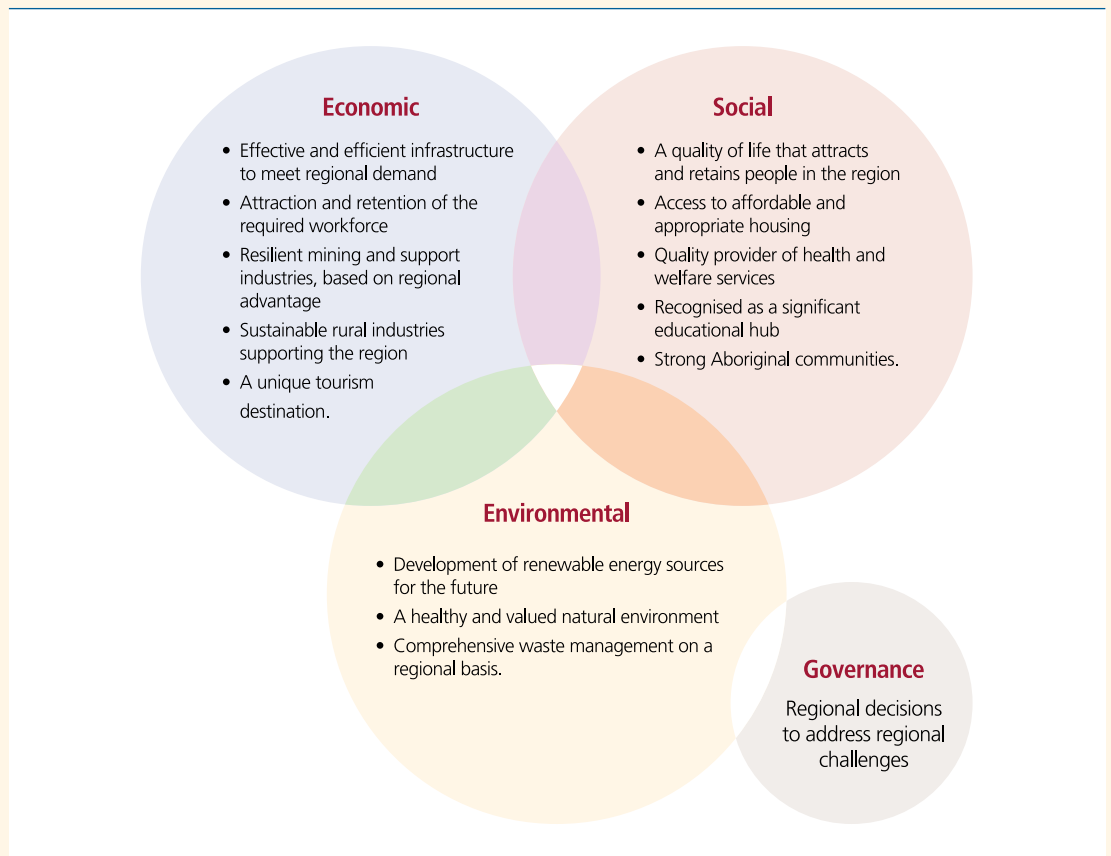 Economic
• Effective and efficient infrastructure
to meet regional demand
• Attraction and retention of the
required workforce
• Resilient mining and support
industries, based on regional
advantage
• Sustainable rural industries
supporting the region
• A unique tourism
destination.
Social
• A quality of life that attracts
and retains people in the region
• Access to affordable and
appropriate housing
• Quality provider of health and
welfare services
• Recognised as a significant
educational hub
• Strong Aboriginal communities.
Environmental
• Development of renewable energy sources
for the future
• A healthy and valued natural environment
• Comprehensive waste management on a
regional basis.
Governance
Regional decisions
to address regional
challenges